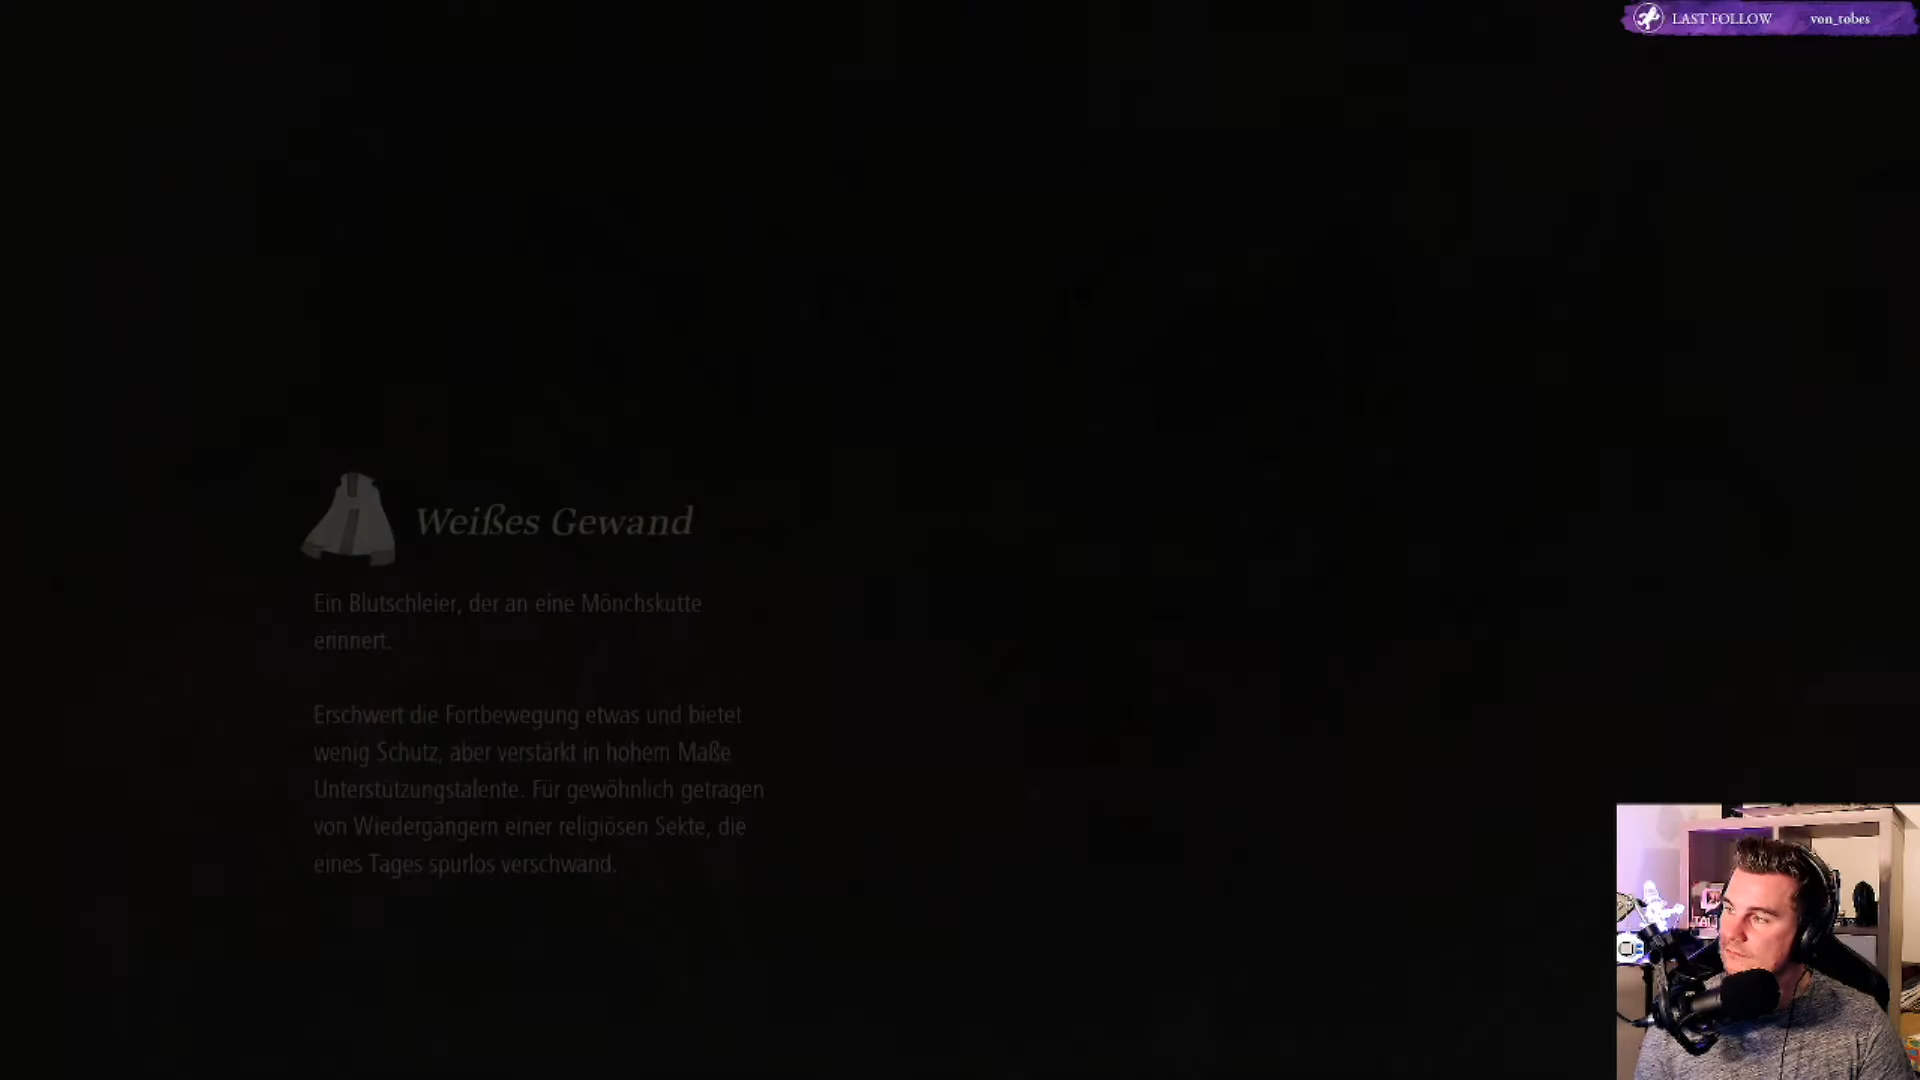 LAST FOLLOW von_tobes
Weißes Gewand
Ein Blutschleier, der an eine Mönchskutte
erinnert.
Erschwert die Fortbewegung etwas und bietet
wenig Schutz, aber verstärkt in hohem Maße
Unterstützungstalente. Für gewöhnlich getragen
von Wiedergängern einer religiösen Sekte, die
eines Tages spurlos verschwand.